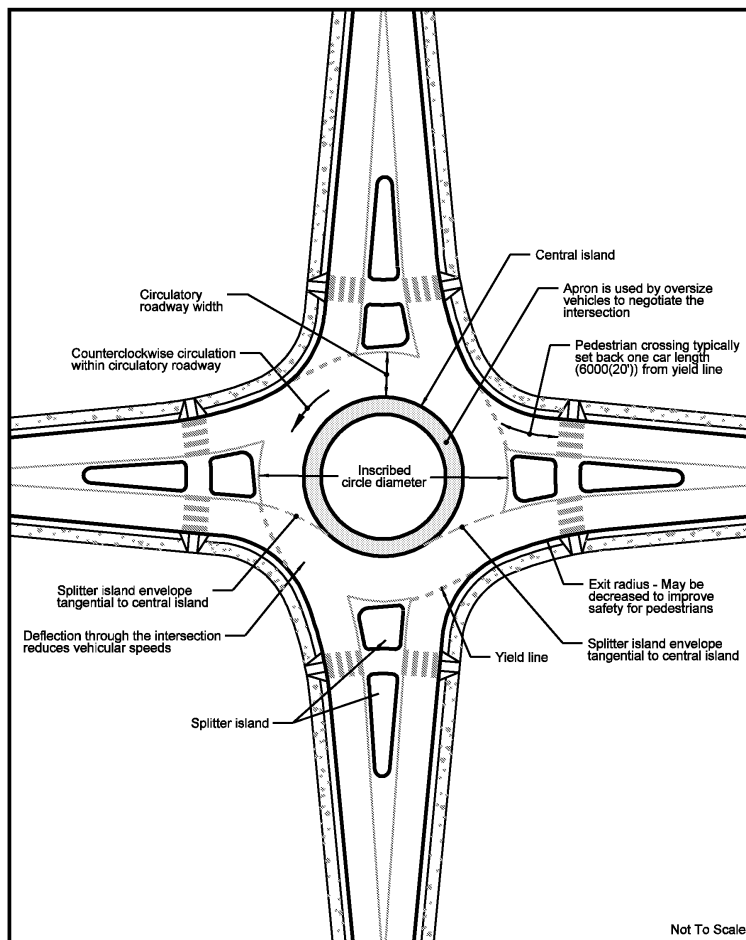 Central island
Circulatory
roadway width
Apron is used by oversize
vehicles to negotiate the
intersection
Counterclockwise circulation
within circulatory roadway
Pedestrian crossing typically
set back one car length
(6000(20')) from yield line
Inscribed
circle diameter
Splitter island envelope
tangential to central island
Exit radius - May be
decreased to improve
safety for pedestrians
Deflection through the intersection
reduces vehicular speeds
Yield line
Splitter island envelope
tangential to central island
Splitter island
Not To Scale